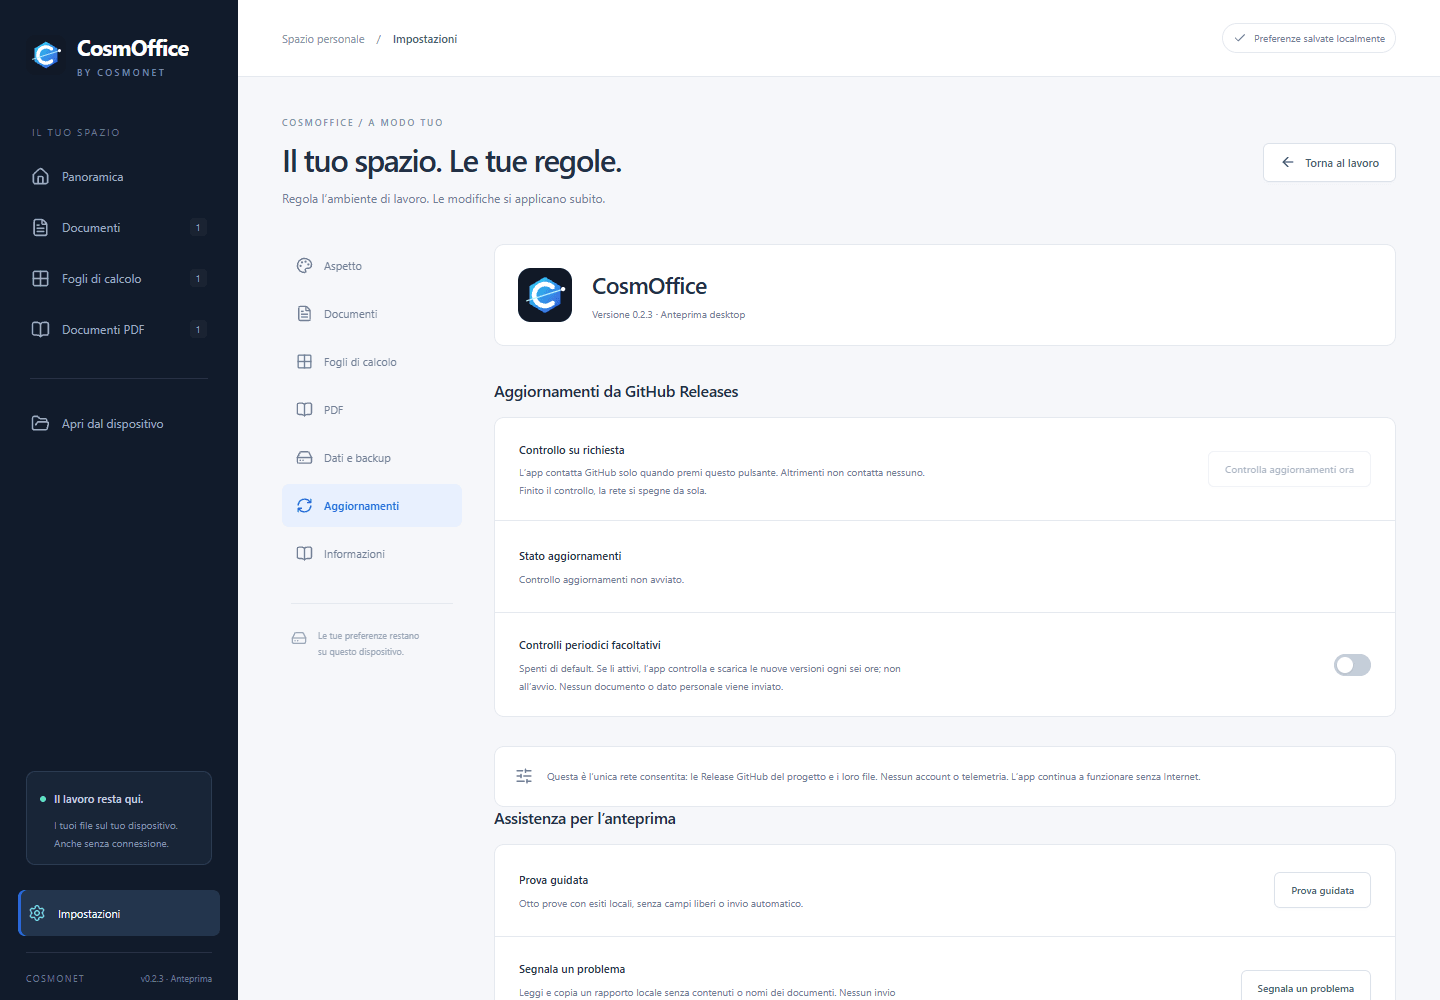 CosmOffice
BY COSMONET
IL TUO SPAZIO
Panoramica
Documenti 1
Fogli di calcolo 1
Documenti PDF 1
Apri dal dispositivo
Il lavoro resta qui.
I tuoi file sul tuo dispositivo.
Anche senza connessione.
Impostazioni
COSMONET v0.2.3 · Anteprima
Spazio personale / Impostazioni
Preferenze salvate localmente
COSMOFFICE / A MODO TUO
Il tuo spazio. Le tue regole.
Regola l'ambiente di lavoro. Le modifiche si applicano subito.
Torna al lavoro
Aspetto
Documenti
Fogli di calcolo
PDF
Dati e backup
Aggiornamenti
Informazioni
Le tue preferenze restano
su questo dispositivo.
CosmOffice
Versione 0.2.3 · Anteprima desktop
Aggiornamenti da GitHub Releases
Controllo su richiesta
L'app contatta GitHub solo quando premi questo pulsante. Altrimenti non contatta nessuno.
Finito il controllo, la rete si spegne da sola.
Controlla aggiornamenti ora
Stato aggiornamenti
Controllo aggiornamenti non avviato.
Controlli periodici facoltativi
Spenti di default. Se li attivi, l'app controlla e scarica le nuove versioni ogni sei ore; non
all'avvio. Nessun documento o dato personale viene inviato.
Questa è l'unica rete consentita: le Release GitHub del progetto e i loro file. Nessun account o telemetria. L'app continua a funzionare senza Internet.
Assistenza per l'anteprima
Prova guidata
Otto prove con esiti locali, senza campi liberi o invio automatico.
Prova guidata
Segnala un problema
Leggi e copia un rapporto locale senza contenuti o nomi dei documenti. Nessun invio
Segnala un problema